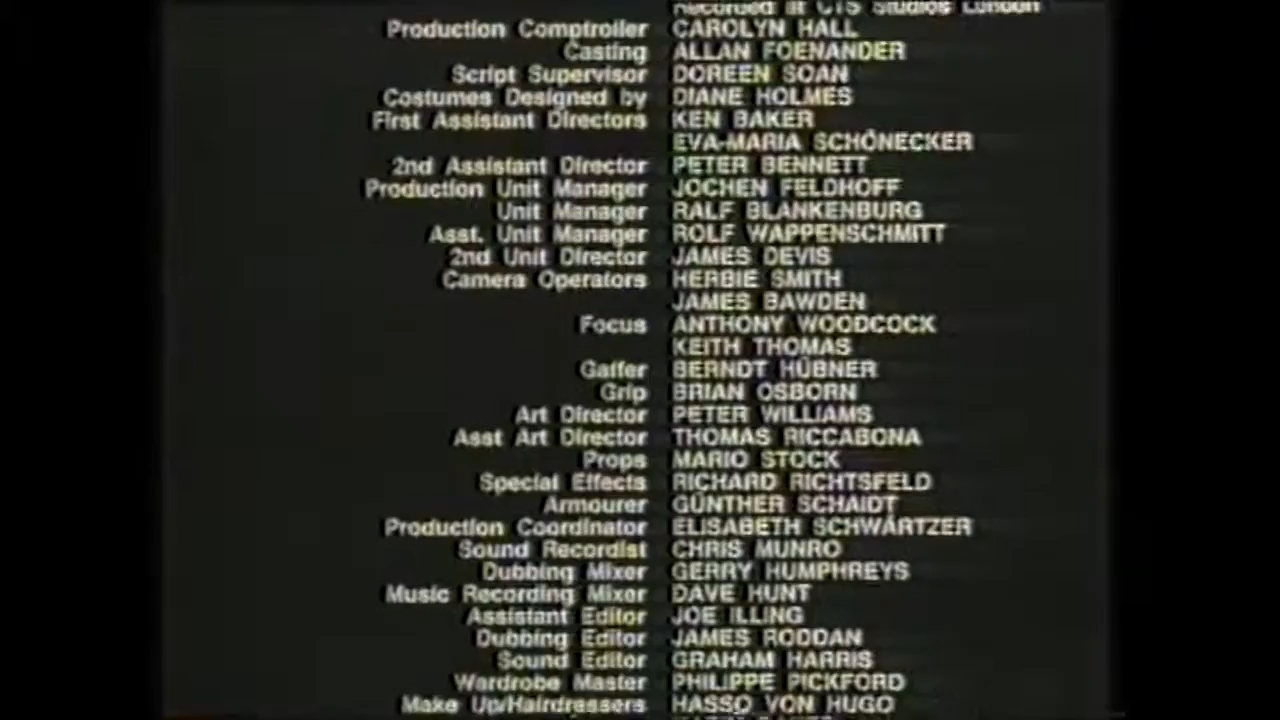 Recorded at CTS Studios London
Production Comptroller CAROLYN HALL
Casting ALLAN FOENANDER
Script Supervisor DOREEN SOAN
Costumes Designed by DIANE HOLMES
First Assistant Directors KEN BAKER
EVA-MARIA SCHÖNECKER
2nd Assistant Director PETER BENNETT
Production Unit Manager JOCHEN FELDHOFF
Unit Manager RALF BLANKENBURG
Asst. Unit Manager ROLF WAPPENSCHMITT
2nd Unit Director JAMES DEVIS
Camera Operators HERBIE SMITH
JAMES BAWDEN
Focus ANTHONY WOODCOCK
KEITH THOMAS
Gaffer BERNDT HÜBNER
Grip BRIAN OSBORN
Art Director PETER WILLIAMS
Asst Art Director THOMAS RICCABONA
Props MARIO STOCK
Special Effects RICHARD RICHTSFELD
Armourer GÜNTHER SCHAIDT
Production Coordinator ELISABETH SCHWÄRTZER
Sound Recordist CHRIS MUNRO
Dubbing Mixer GERRY HUMPHREYS
Music Recording Mixer DAVE HUNT
Assistant Editor JOE ILLING
Dubbing Editor JAMES RODDAN
Sound Editor GRAHAM HARRIS
Wardrobe Master PHILIPPE PICKFORD
Make Up/Hairdressers HASSO VON HUGO